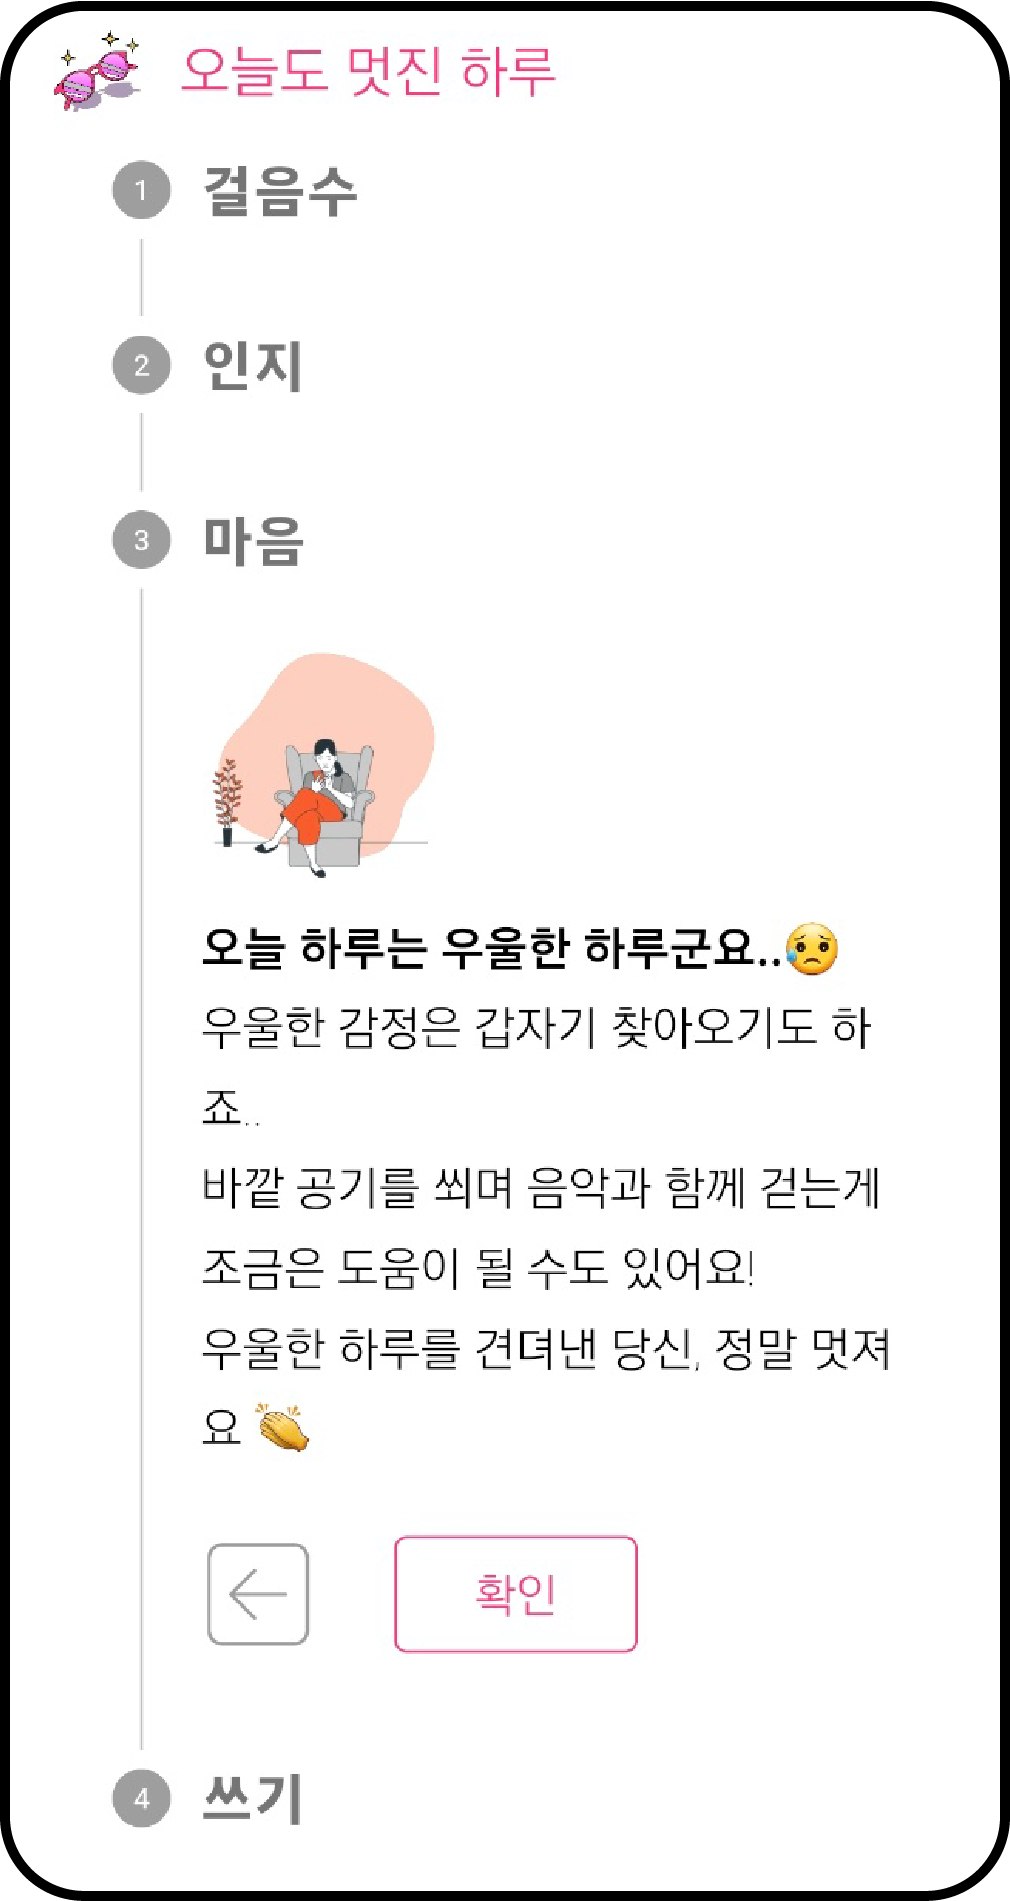 오늘도 멋진 하루
1 걸음수
2 인지
3 마음
오늘 하루는 우울한 하루군요..😥
우울한 감정은 갑자기 찾아오기도 하
죠..
바깥 공기를 쐬며 음악과 함께 걷는게
조금은 도움이 될 수도 있어요!
우울한 하루를 견뎌낸 당신, 정말 멋져
요 👏
확인
4 쓰기